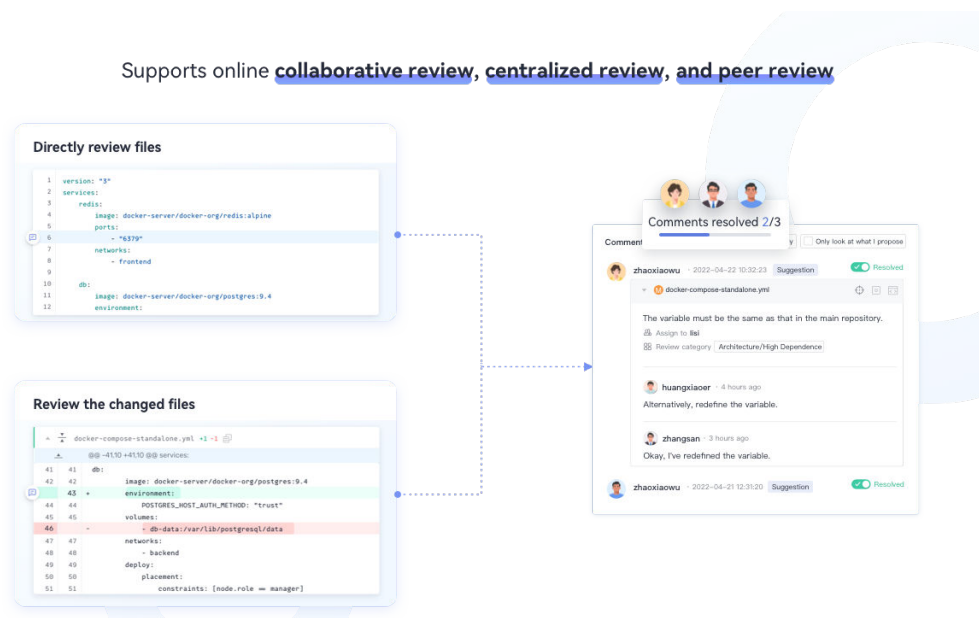 Supports online collaborative review, centralized review, and peer review
Directly review files
1 version: "3"
2 services:
3 redis:
4 image: docker-server/docker-org/redis:alpine
5 ports:
6 - "6379"
7 networks:
8 - frontend
9
10 db:
11 image: docker-server/docker-org/postgres:9.4
12 environment:
Review the changed files
docker-compose-standalone.yml +1 -1
@@ -41,10 +41,10 @@ services:
41 41 db:
42 42 image: docker-server/docker-org/postgres:9.4
43 + environment:
44 44 POSTGRES_HOST_AUTH_METHOD: "trust"
45 45 volumes:
46 - - db-data:/var/lib/postgresql/data
47 47 networks:
48 48 - backend
49 49 deploy:
50 50 placement:
51 51 constraints: [node.role == manager]
Comments resolved 2/3
Comment
y
Only look at what I propose
zhaoxiaowu · 2022-04-22 10:32:23 Suggestion Resolved
docker-compose-standalone.yml
The variable must be the same as that in the main repository.
Assign to lisi
Review category Architecture/High Dependence
huangxiaoer · 4 hours ago
Alternatively, redefine the variable.
zhangsan · 3 hours ago
Okay, I've redefined the variable.
zhaoxiaowu · 2022-04-21 12:31:20 Suggestion Resolved